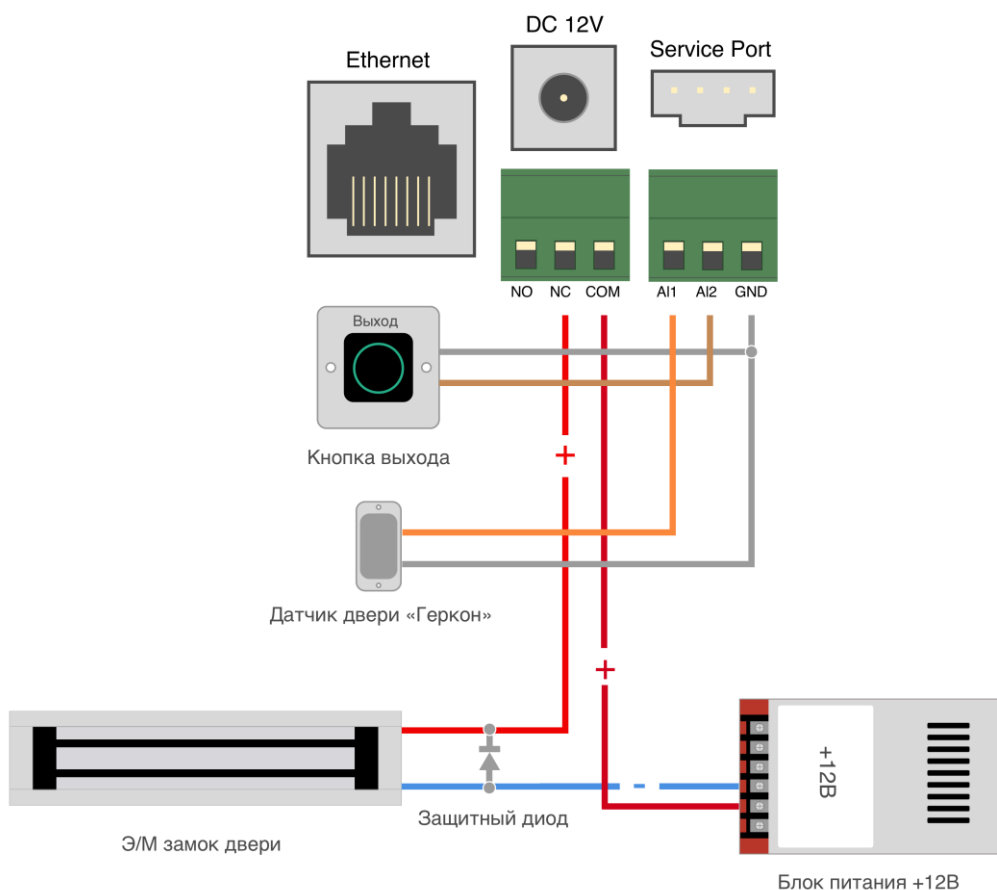 DC 12V
Ethernet
Service Port
NO NC COM AI1 AI2 GND
Выход
Кнопка выхода
+
Датчик двери «Геркон»
+
+12В
Защитный диод
Э/М замок двери
Блок питания +12В